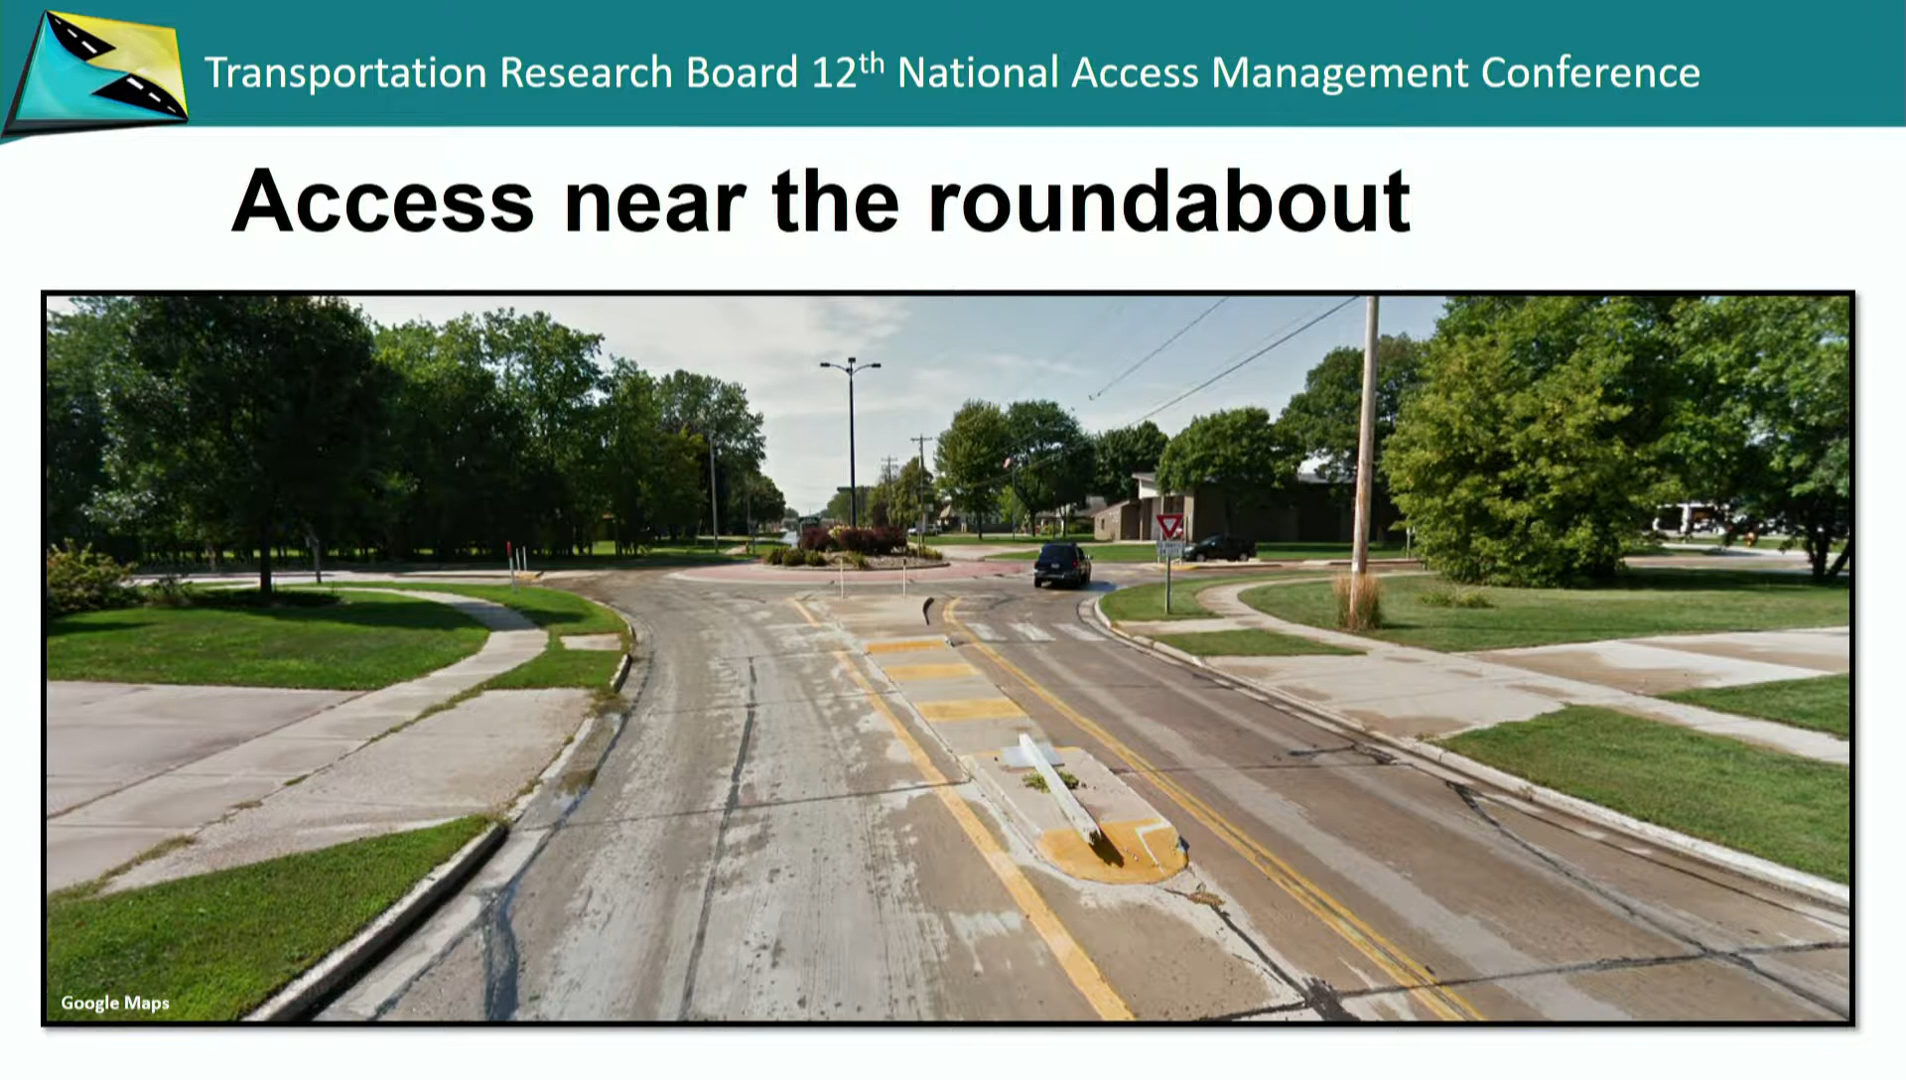 Transportation Research Board 12th National Access Management Conference
Access near the roundabout
Google Maps